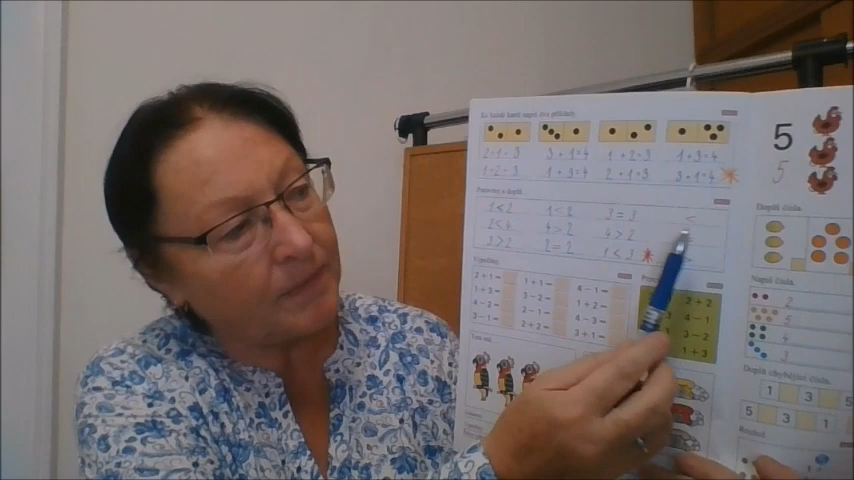 Ke každé kartě napiš dva příklady.
2+1=3 3+1=4 1+2=3 1+3=4
1+2=3 1+3=4 2+1=3 3+1=4
Porovnej a doplň.
1<2 1<2 3=3 <
2<4 4>2 4>2
3>2 2=2 1<3
Vypočítej.
2+1= 1+1= 4-1=
1+3= 3-2= 1+2=
4-2= 2-1= 4-3=
3-1= 2+2= 3+1=
2+2
4-1
3-2
1+3
5
5
Doplň čísla.
Napiš čísla.
2
5
4
3
Doplň chybějící čísla.
1 3 5
5 3